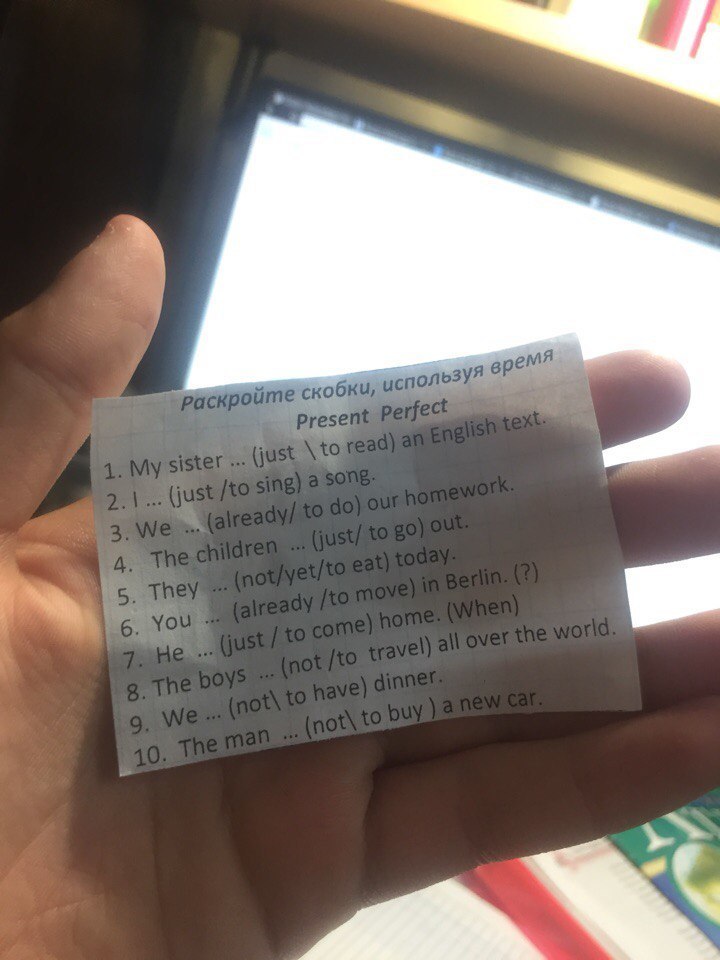 Раскройте скобки, используя время
Present Perfect
1. My sister ... (just \ to read) an English text.
2. I ... (just /to sing) a song.
3. We ... (already/ to do) our homework.
4. The children ... (just/ to go) out.
5. They ... (not/yet/to eat) today.
6. You ... (already /to move) in Berlin. (?)
7. He ... (just / to come) home. (When)
8. The boys ... (not /to travel) all over the world.
9. We ... (not\ to have) dinner.
10. The man ... (not\ to buy ) a new car.